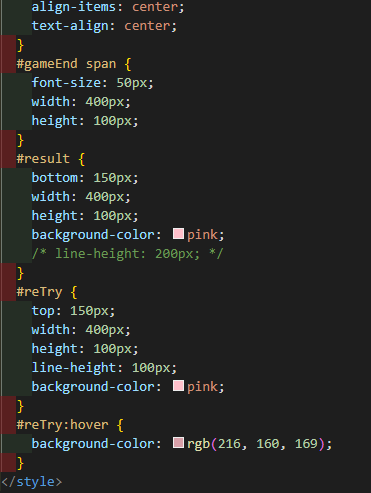 align-items: center;
text-align: center;
}
#gameEnd span {
font-size: 50px;
width: 400px;
height: 100px;
}
#result {
bottom: 150px;
width: 400px;
height: 100px;
background-color: pink;
/* line-height: 200px; */
}
#reTry {
top: 150px;
width: 400px;
height: 100px;
line-height: 100px;
background-color: pink;
}
#reTry:hover {
background-color: rgb(216, 160, 169);
}
</style>